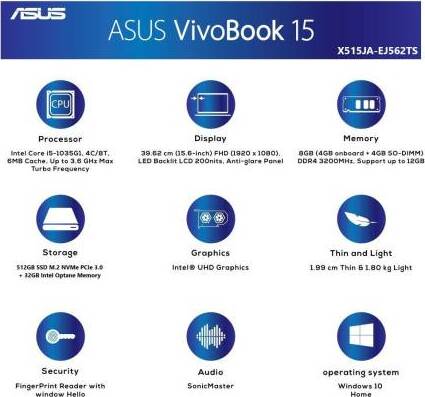 ASUS
ASUS VivoBook 15
X515JA-EJ562TS
CPU
Processor
Intel Core i5-1035G1, 4C/8T,
6MB Cache, Up to 3.6 GHz Max
Turbo Frequency
Display
39.62 cm (15.6-inch) FHD (1920 x 1080),
LED Backlit LCD 200nits, Anti-glare Panel
Memory
8GB (4GB onboard + 4GB SO-DIMM)
DDR4 3200MHz, Support up to 12GB
Storage
512GB SSD M.2 NVMe PCIe 3.0
+ 32GB Intel Optane Memory
Graphics
Intel® UHD Graphics
Thin and Light
1.99 cm Thin & 1.80 kg Light
Security
FingerPrint Reader with
window Hello
Audio
SonicMaster
operating system
Windows 10
Home